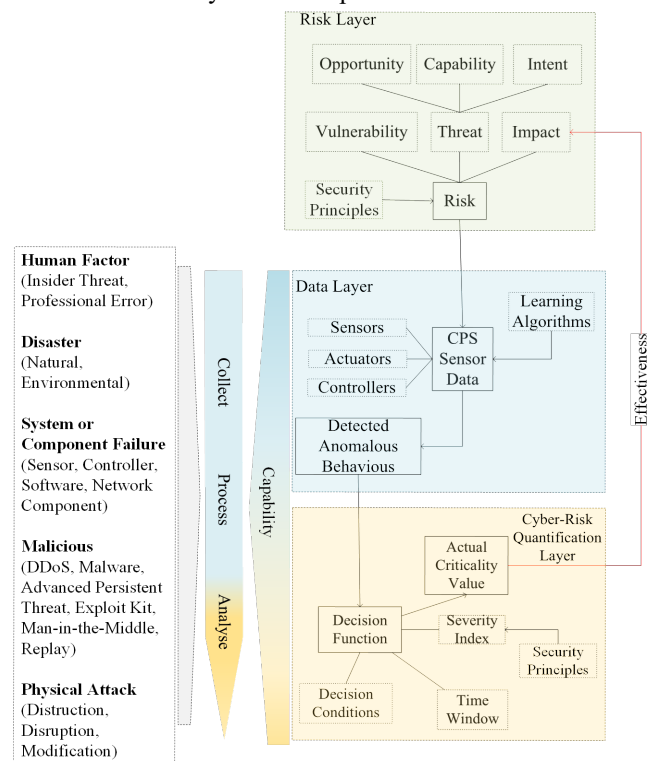 Risk Layer
Opportunity
Capability
Intent
Vulnerability
Threat
Impact
Security
Principles
Risk
Human Factor
(Insider Threat,
Professional Error)
Disaster
(Natural,
Environmental)
System or
Component Failure
(Sensor, Controller,
Software, Network
Component)
Malicious
(DDoS, Malware,
Advanced Persistent
Threat, Exploit Kit,
Man-in-the-Middle,
Replay)
Physical Attack
(Distruction,
Disruption,
Modification)
Collect
Process
Analyse
Capability
Data Layer
Sensors
Actuators
Controllers
CPS
Sensor
Data
Learning
Algorithms
Detected
Anomalous
Behavious
Effectiveness
Cyber-Risk
Quantification
Layer
Actual
Criticality
Value
Decision
Function
Severity
Index
Security
Principles
Decision
Conditions
Time
Window